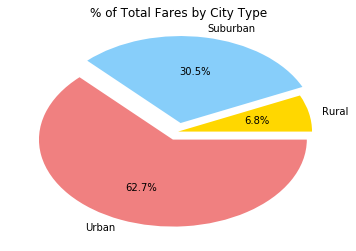 % of Total Fares by City Type
Suburban
30.5%
Rural
6.8%
62.7%
Urban